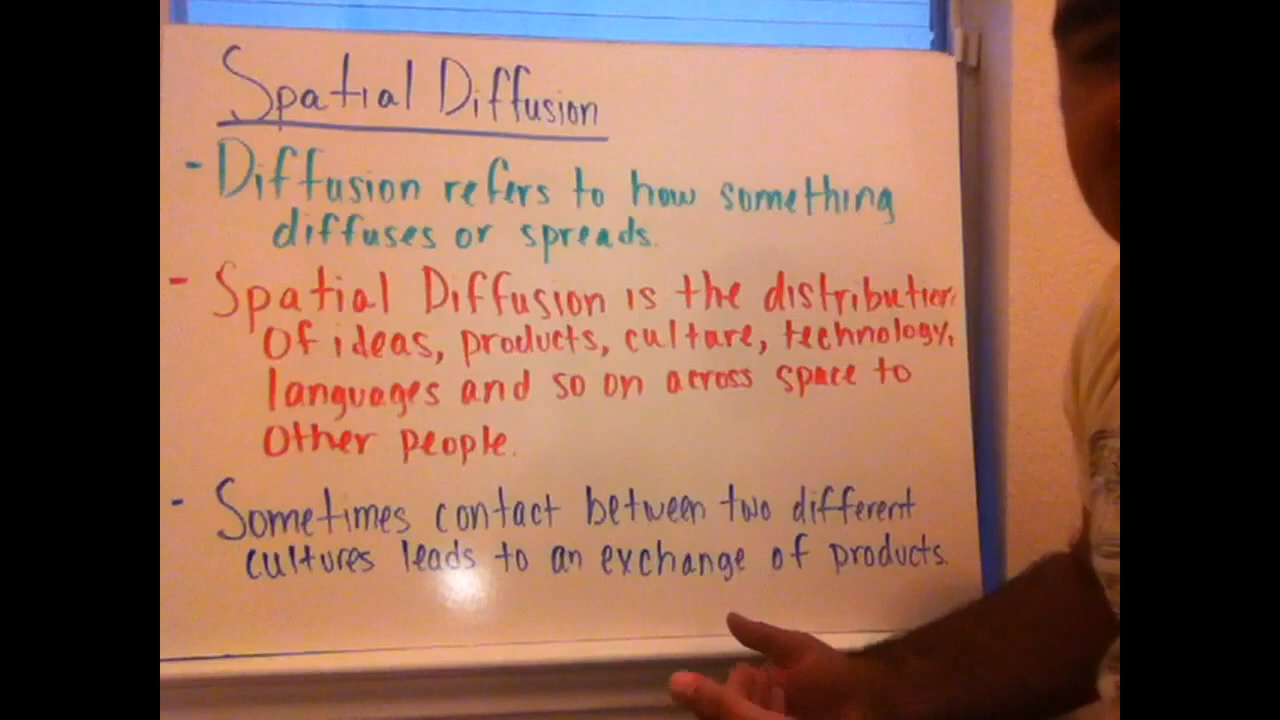 Spatial Diffusion
- Diffusion refers to how something
diffuses or spreads.
- Spatial Diffusion is the distribution
of ideas, products, culture, technology,
languages and so on across space to
other people.
- Sometimes contact between two different
cultures leads to an exchange of products.